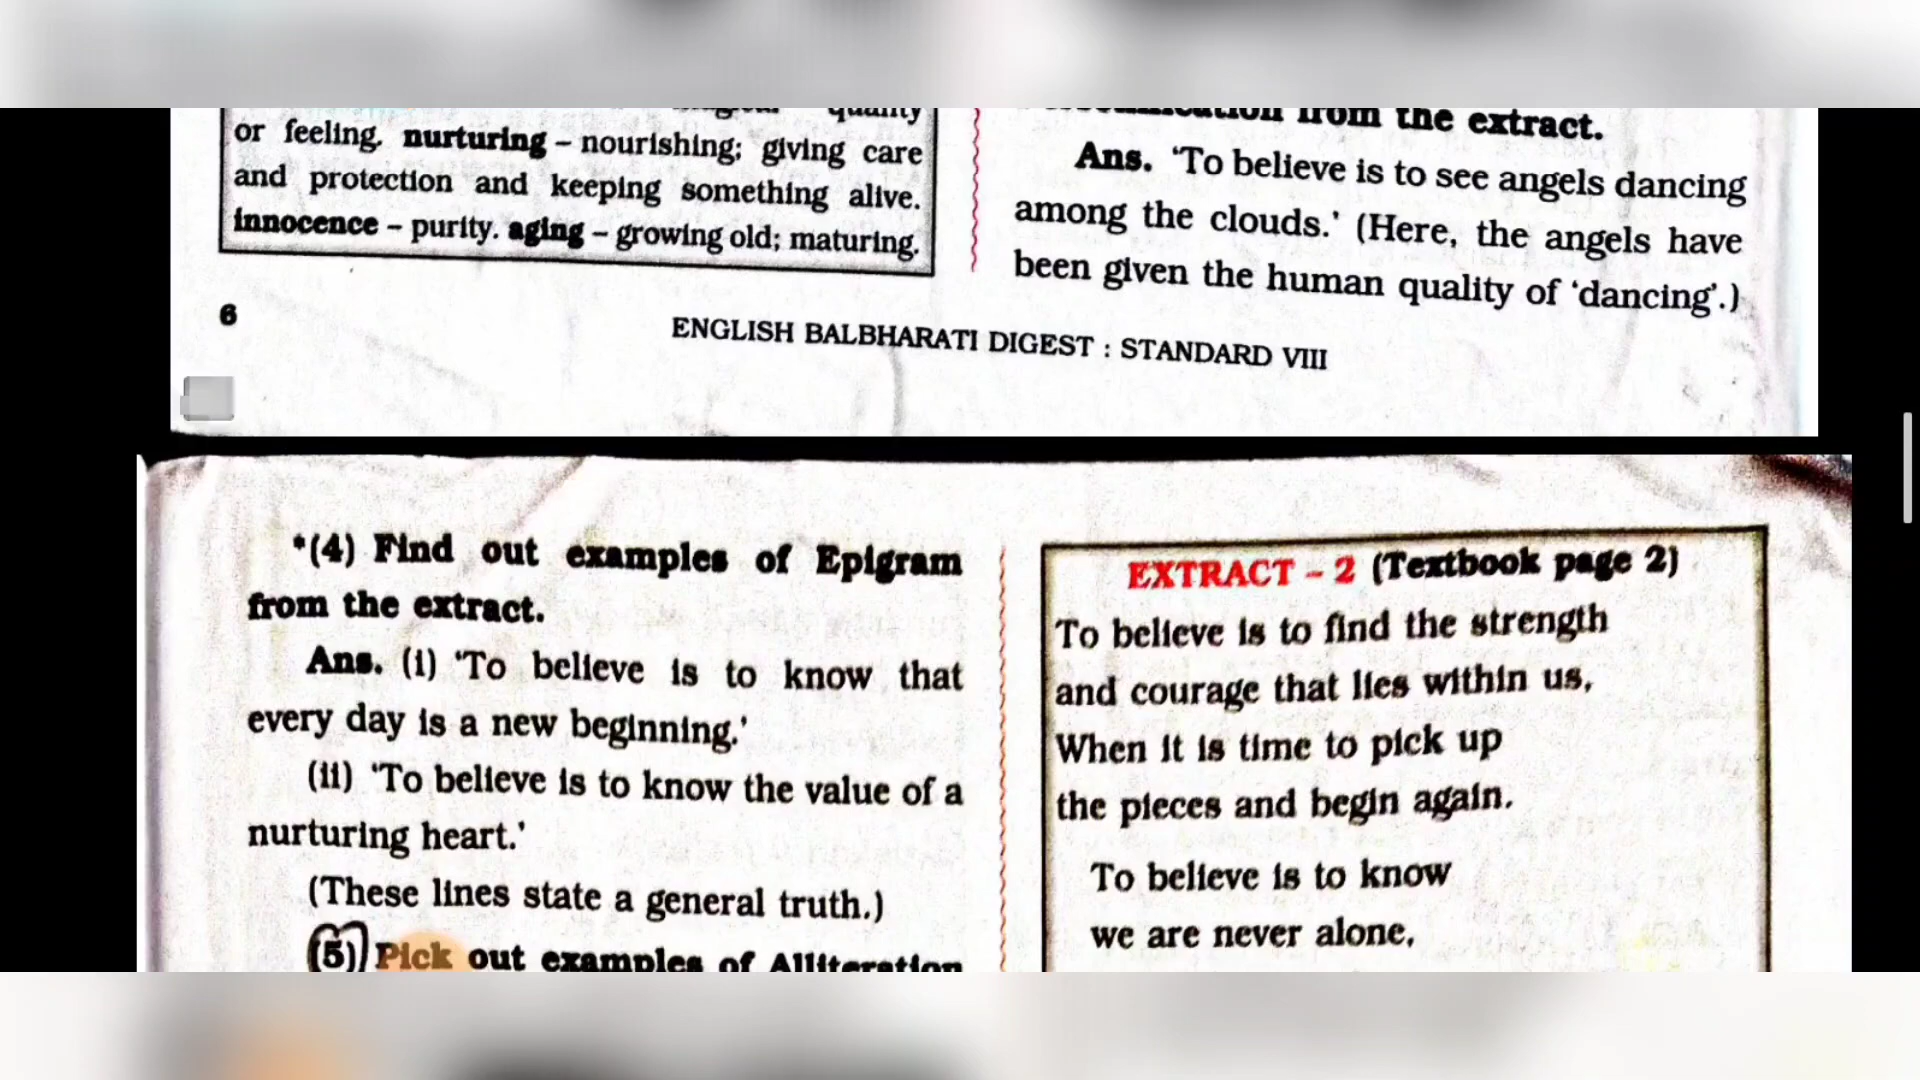 quality
or feeling. nurturing – nourishing; giving care
and protection and keeping something alive.
innocence – purity. aging – growing old; maturing.
from the extract.
Ans. 'To believe is to see angels dancing
among the clouds.' (Here, the angels have
been given the human quality of 'dancing'.)
6
ENGLISH BALBHARATI DIGEST : STANDARD VIII
*(4) Find out examples of Epigram
from the extract.
Ans. (i) 'To believe is to know that
every day is a new beginning.'
(ii) 'To believe is to know the value of a
nurturing heart.'
(These lines state a general truth.)
(5) Pick out examples of Alliteration
EXTRACT – 2 (Textbook page 2)
To believe is to find the strength
and courage that lies within us,
When it is time to pick up
the pieces and begin again.
To believe is to know
we are never alone,